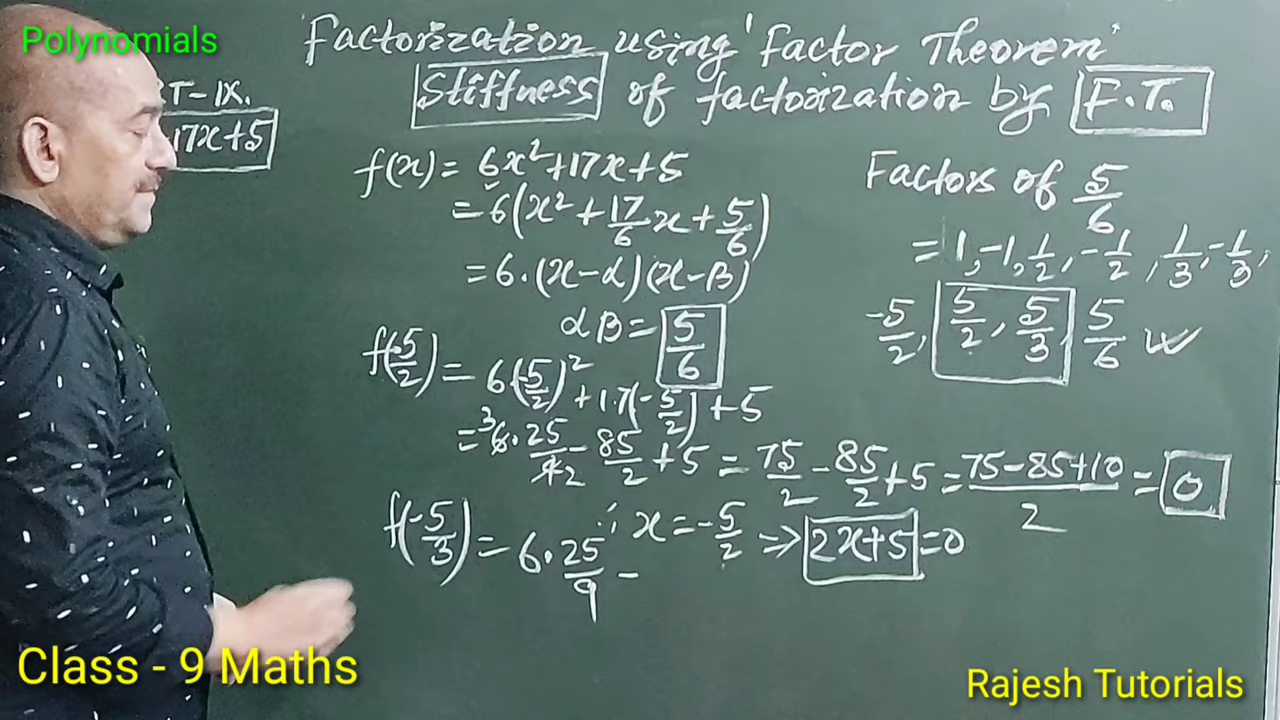 Polynomials
Factorization using 'Factor Theorem'
Stiffness of factorization by F.T.
T-IX.
17x+5
f(x) = 6x²+17x+5
= 6(x² + 17/6 x + 5/6)
= 6.(x-α)(x-β)
αβ = 5/6
Factors of 5/6
= 1, -1, 1/2, -1/2, 1/3, -1/3,
-5/2, 5/2, 5/3, 5/6
f(-5/2) = 6(-5/2)² + 17(-5/2) + 5
= ³6.25/42 - 85/2 + 5 = 75/2 - 85/2 + 5 = 75-85+10/2 = 0
∴ x = -5/2 => 2x+5 = 0
f(-5/3) = 6.25/9 -
Class - 9 Maths
Rajesh Tutorials